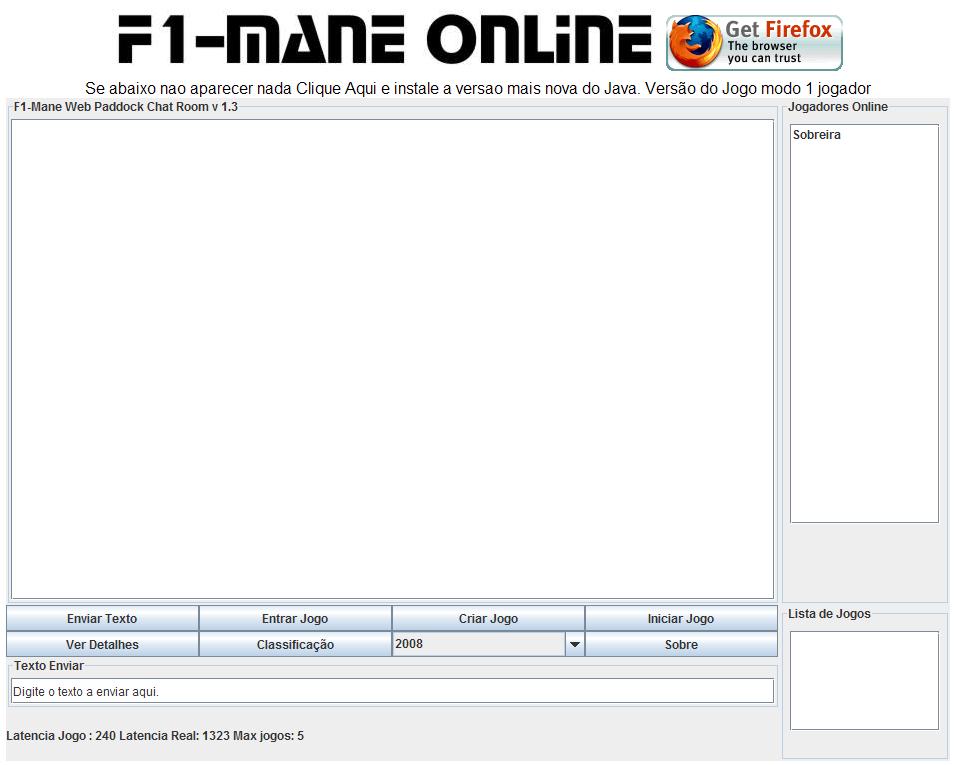 F1-MANE ONLINE
Get Firefox
The browser
you can trust
Se abaixo nao aparecer nada Clique Aqui e instale a versao mais nova do Java. Versão do Jogo modo 1 jogador
F1-Mane Web Paddock Chat Room v 1.3
Jogadores Online
Sobreira
Enviar Texto
Entrar Jogo
Criar Jogo
Iniciar Jogo
Ver Detalhes
Classificação
2008
Sobre
Lista de Jogos
Texto Enviar
Digite o texto a enviar aqui.
Latencia Jogo : 240 Latencia Real: 1323 Max jogos: 5